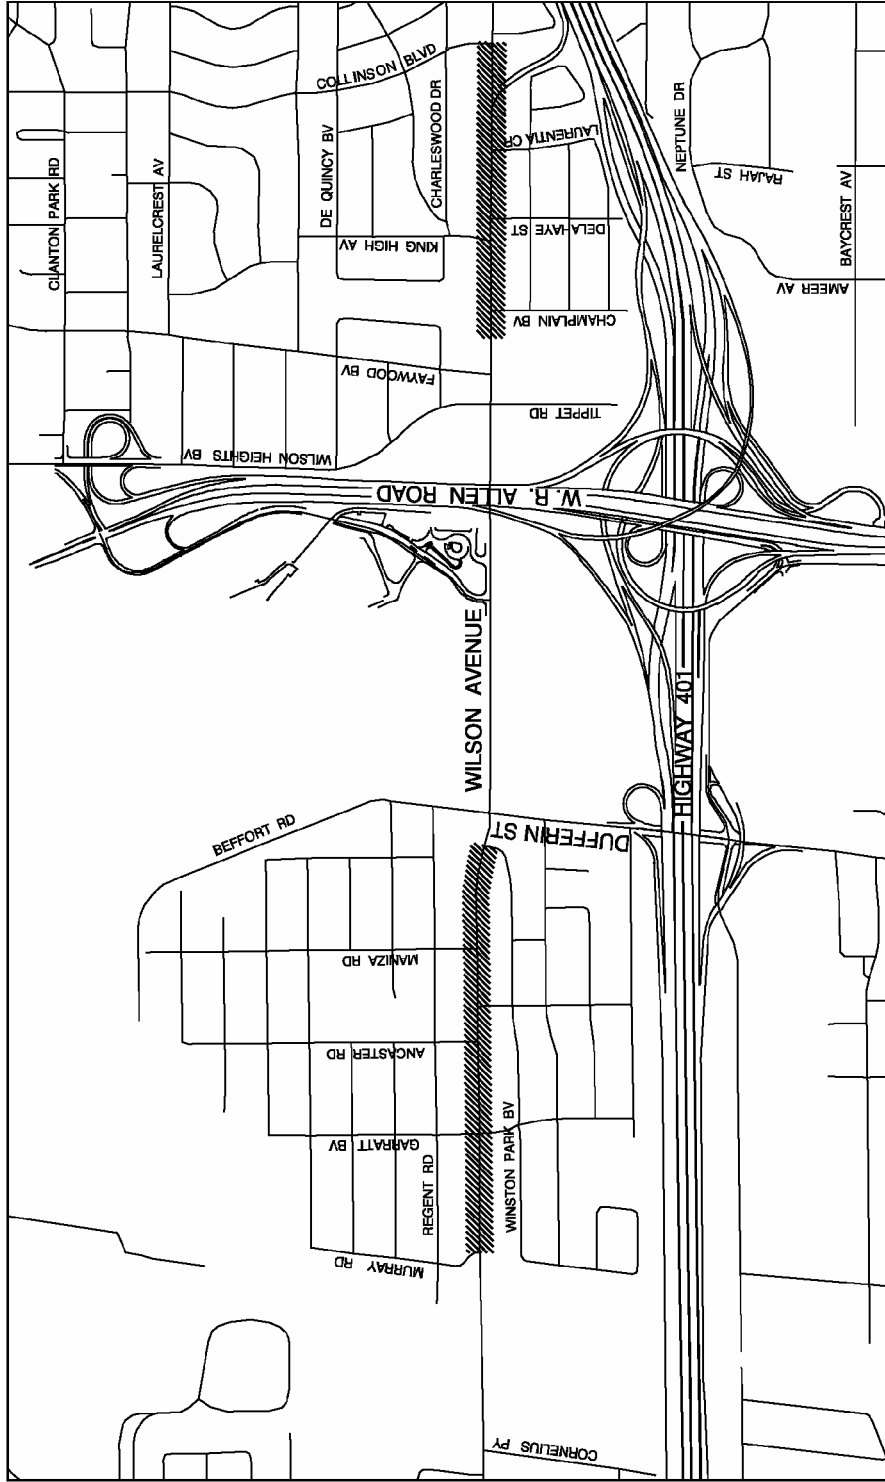 COLLINSON BLVD
CLANTON PARK RD
LAURELCREST AV
DE QUINCY BV
CHARLESWOOD DR
LAURENTIA CR
NEPTUNE DR
RAJAH ST
BAYCREST AV
KING HIGH AV
DELAHAYE ST
AMEER AV
CHAMPLAIN BV
FAYWOOD BV
TIPPET RD
WILSON HEIGHTS BV
W.R. ALLEN ROAD
WILSON AVENUE
HIGHWAY 401
BEFFORT RD
DUFFERIN ST
MANIZA RD
ANCASTER RD
GARRATT BV
REGENT RD
WINSTON PARK BV
MURRAY RD
CORNELIUS PY